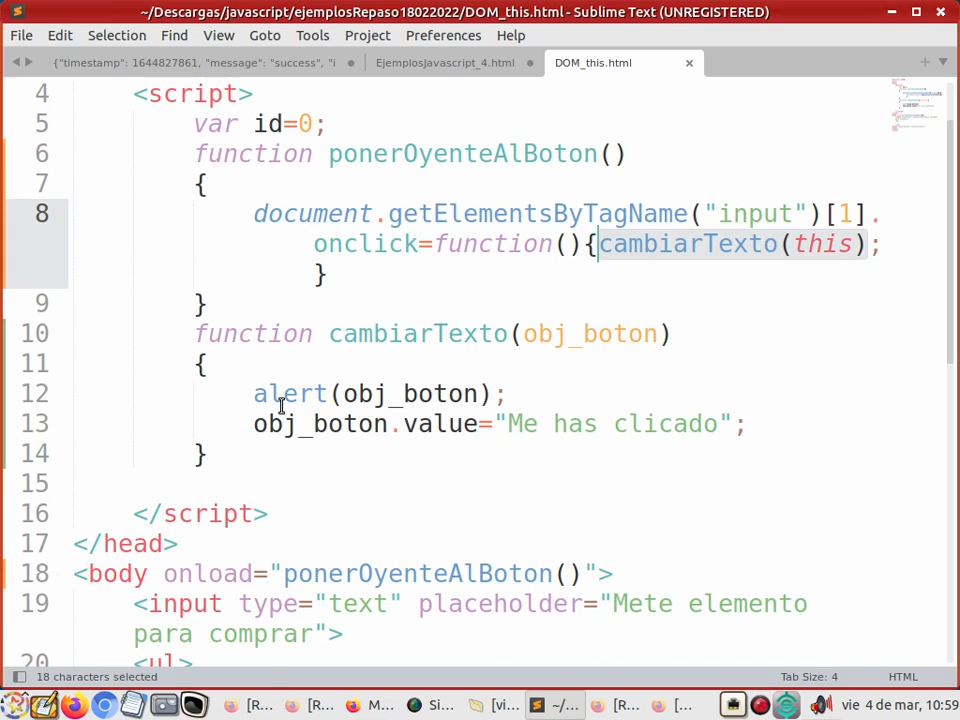 ~/Descargas/javascript/ejemplosRepaso18022022/DOM_this.html - Sublime Text (UNREGISTERED)
File Edit Selection Find View Goto Tools Project Preferences Help
{"timestamp": 1644827861, "message": "success", "i EjemplosJavascript_4.html DOM_this.html
4 <script>
5 var id=0;
6 function ponerOyenteAlBoton()
7 {
8 document.getElementsByTagName("input")[1].
onclick=function(){cambiarTexto(this);
}
9 }
10 function cambiarTexto(obj_boton)
11 {
12 alert(obj_boton);
13 obj_boton.value="Me has clicado";
14 }
15
16 </script>
17 </head>
18 <body onload="ponerOyenteAlBoton()">
19 <input type="text" placeholder="Mete elemento
para comprar">
20 <ul>
18 characters selected Tab Size: 4 HTML
[R... [R... M... Si... [vi... ~/... [R... [... vie 4 de mar, 10:59